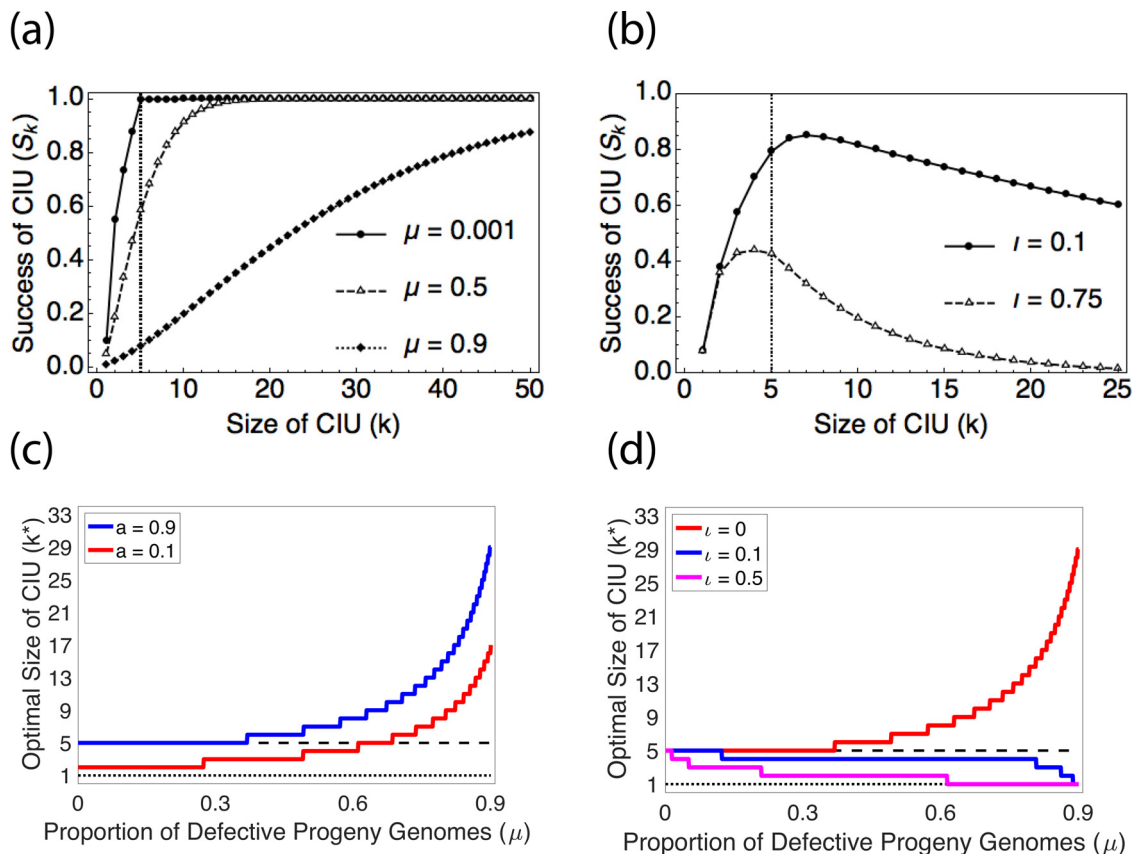 (a)
1.0
0.8
0.6
0.4
0.2
0.0
Success of CIU (Sk)
μ = 0.001
μ = 0.5
μ = 0.9
0 10 20 30 40 50
Size of CIU (k)
(b)
1.0
0.8
0.6
0.4
0.2
0.0
Success of CIU (Sk)
ι = 0.1
ι = 0.75
0 5 10 15 20 25
Size of CIU (k)
(c)
33
29
25
21
17
13
9
5
1
Optimal Size of CIU (k*)
a = 0.9
a = 0.1
0 0.3 0.6 0.9
Proportion of Defective Progeny Genomes (μ)
(d)
33
29
25
21
17
13
9
5
1
Optimal Size of CIU (k*)
ι = 0
ι = 0.1
ι = 0.5
0 0.3 0.6 0.9
Proportion of Defective Progeny Genomes (μ)